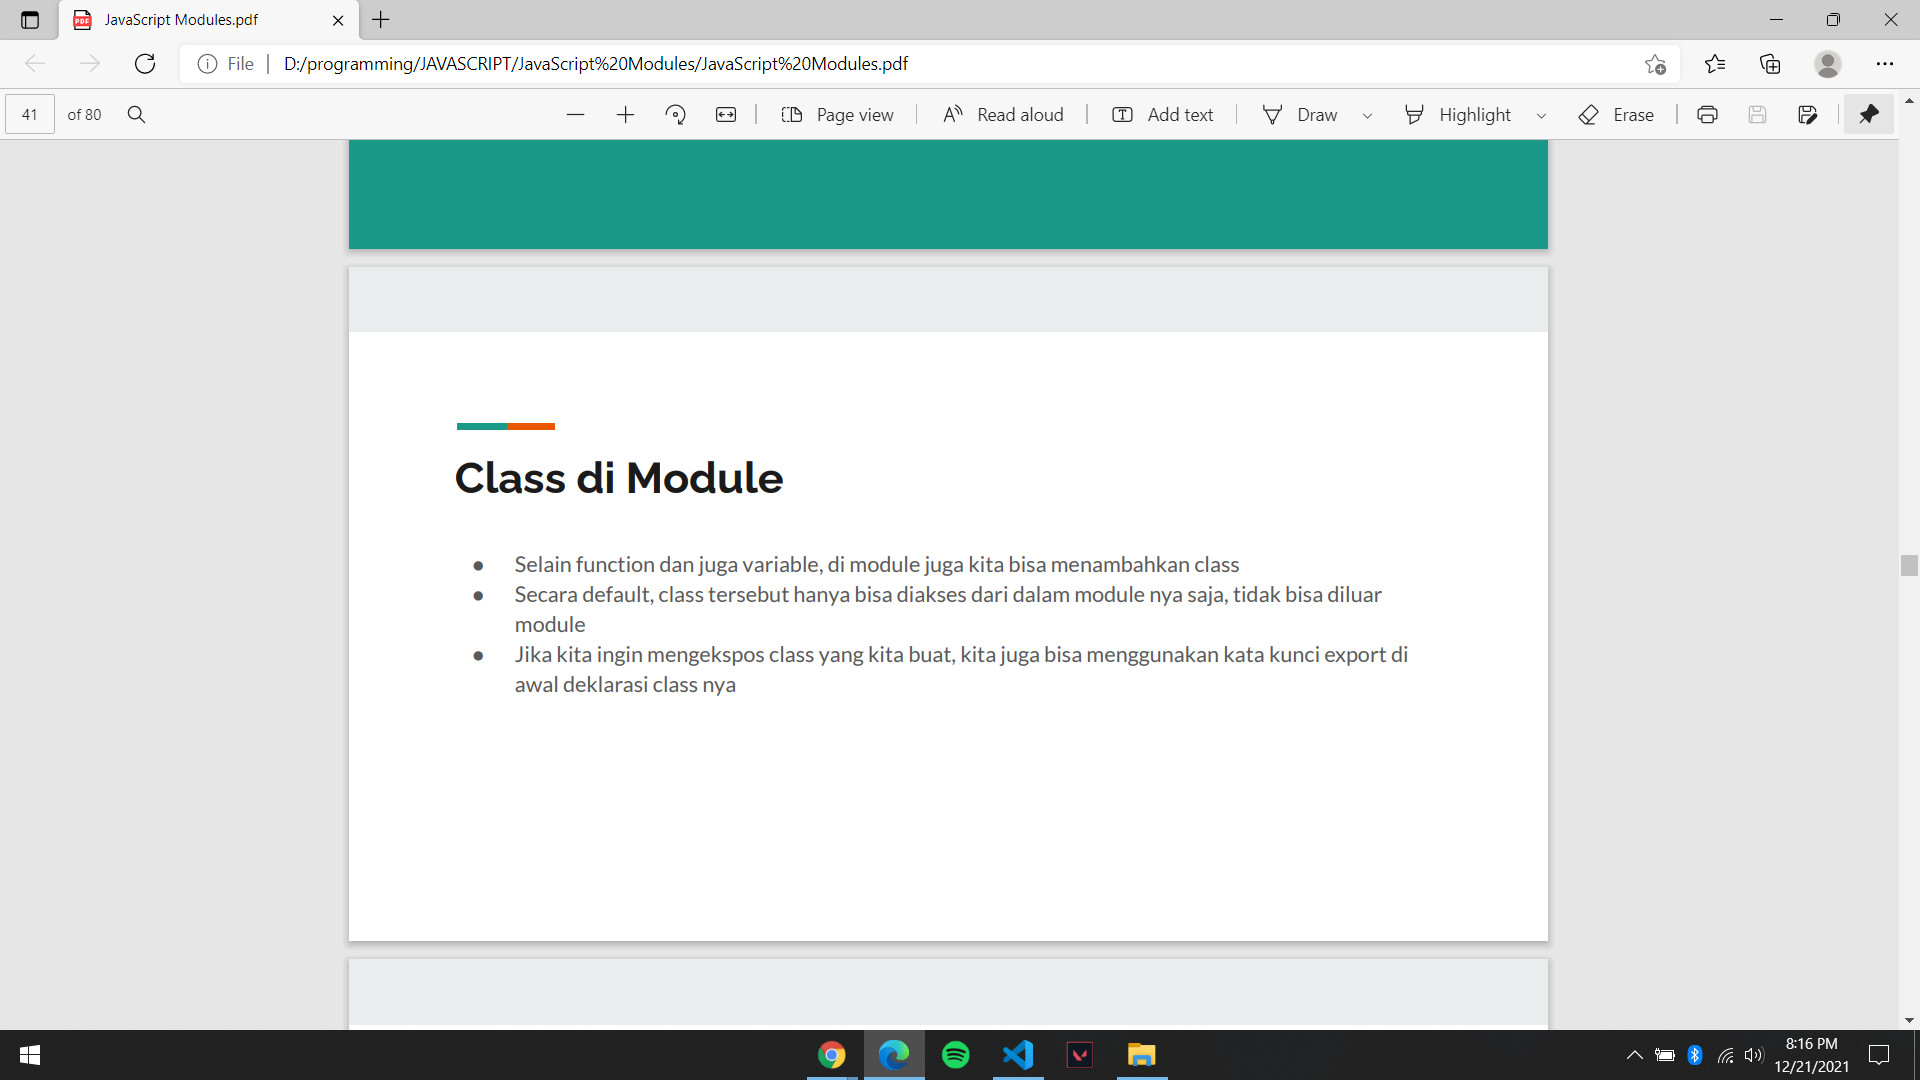 JavaScript Modules.pdf
File
D:/programming/JAVASCRIPT/JavaScript%20Modules/JavaScript%20Modules.pdf
41 of 80
Page view
Read aloud
Add text
Draw
Highlight
Erase
Class di Module
● Selain function dan juga variable, di module juga kita bisa menambahkan class
● Secara default, class tersebut hanya bisa diakses dari dalam module nya saja, tidak bisa diluar
module
● Jika kita ingin mengekspos class yang kita buat, kita juga bisa menggunakan kata kunci export di
awal deklarasi class nya
8:16 PM
12/21/2021